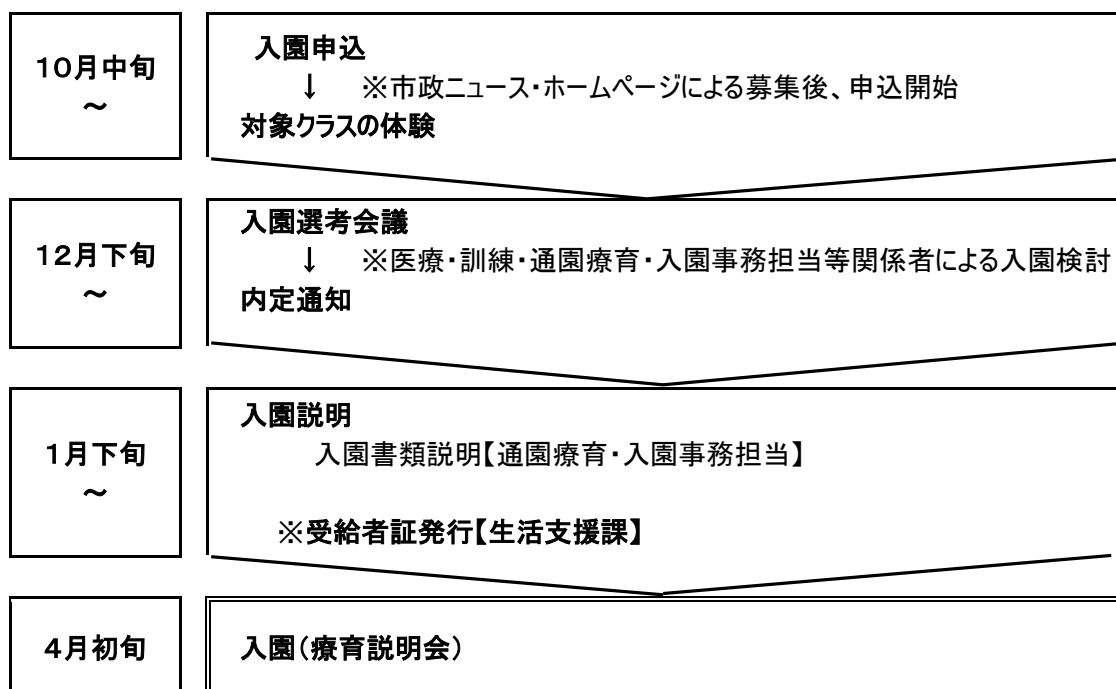 10月中旬
～
入園申込
↓ ※市政ニュース・ホームページによる募集後、申込開始
対象クラスの体験
12月下旬
～
入園選考会議
↓ ※医療・訓練・通園療育・入園事務担当等関係者による入園検討
内定通知
1月下旬
～
入園説明
入園書類説明【通園療育・入園事務担当】
※受給者証発行【生活支援課】
4月初旬
入園（療育説明会）